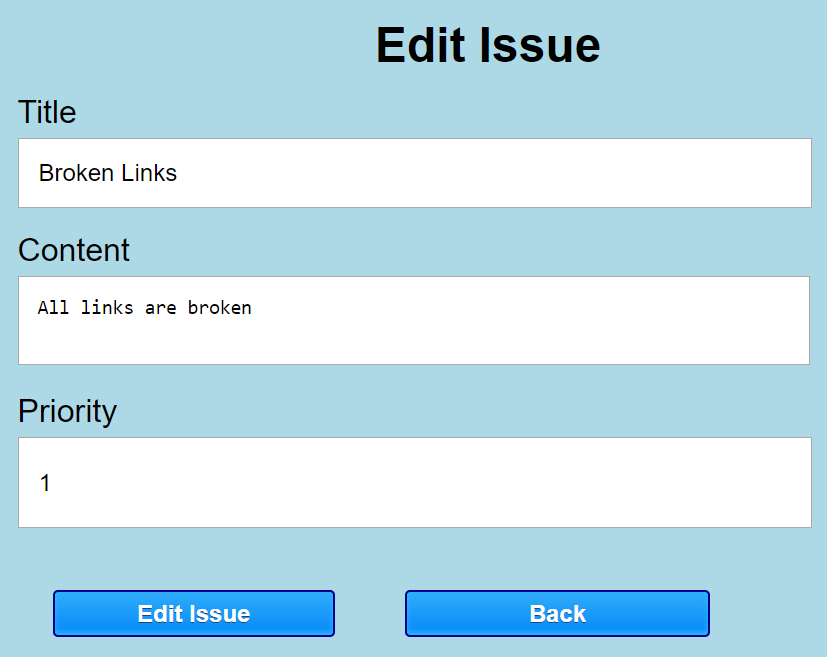 Edit Issue
Title
Broken Links
Content
All links are broken
Priority
1
Edit Issue
Back